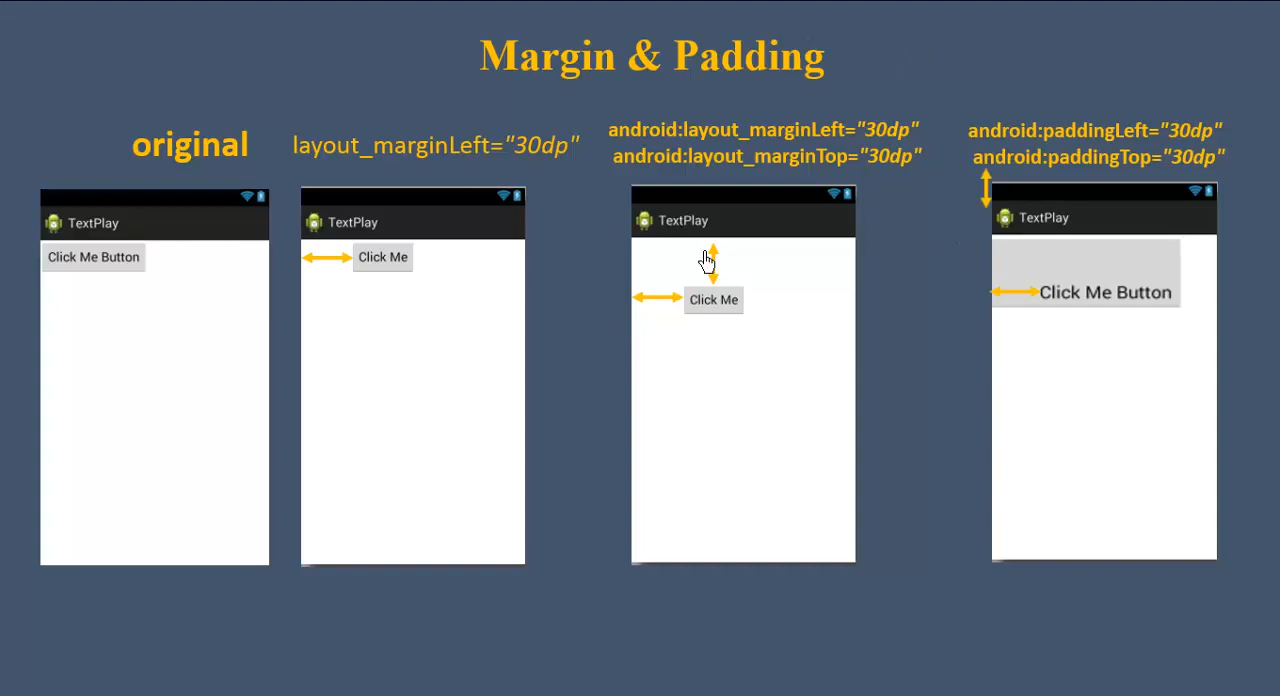 Margin & Padding
original
layout_marginLeft="30dp"
android:layout_marginLeft="30dp"
android:layout_marginTop="30dp"
android:paddingLeft="30dp"
android:paddingTop="30dp"
TextPlay
Click Me Button
TextPlay
Click Me
TextPlay
Click Me
TextPlay
Click Me Button